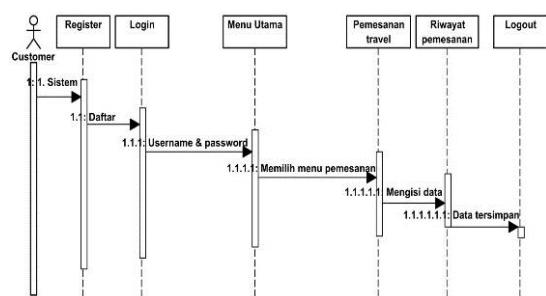 Customer
Register
Login
Menu Utama
Pemesanan
travel
Riwayat
pemesanan
Logout
1: 1. Sistem
1.1: Daftar
1.1.1: Username & password
1.1.1.1: Memilih menu pemesanan
1.1.1.1.1: Mengisi data
1.1.1.1.1.1: Data tersimpan